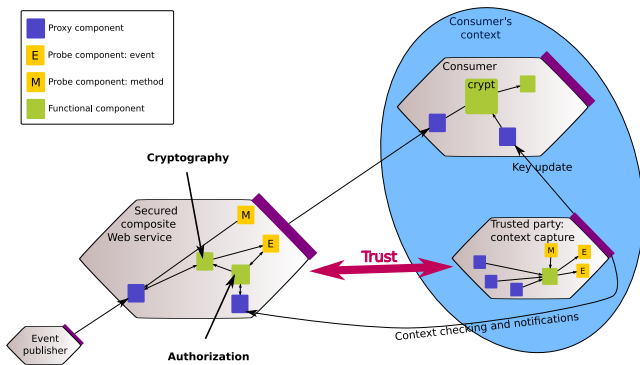 Proxy component
E Probe component: event
M Probe component: method
Functional component
Consumer's
context
Consumer
crypt
Key update
Cryptography
Secured
composite
Web service
M
E
Trust
Trusted party:
context capture
M
E
E
Context checking and notifications
Event
publisher
Authorization